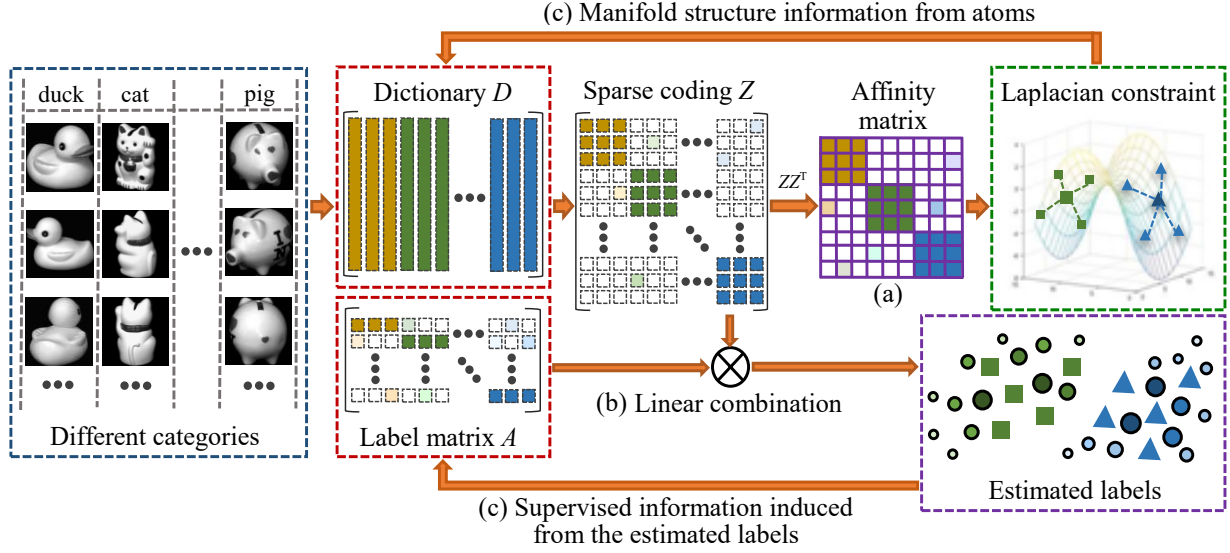 (c) Manifold structure information from atoms
duck cat pig
Different categories
Dictionary D
Label matrix A
Sparse coding Z
ZZᵀ
Affinity
matrix
(a)
Laplacian constraint
(b) Linear combination
Estimated labels
(c) Supervised information induced
from the estimated labels